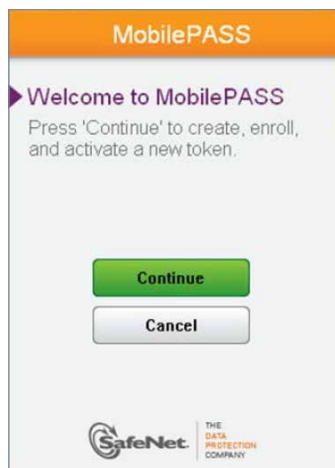 MobilePASS
Welcome to MobilePASS
Press 'Continue' to create, enroll,
and activate a new token.
Continue
Cancel
SafeNet.
THE
DATA
PROTECTION
COMPANY